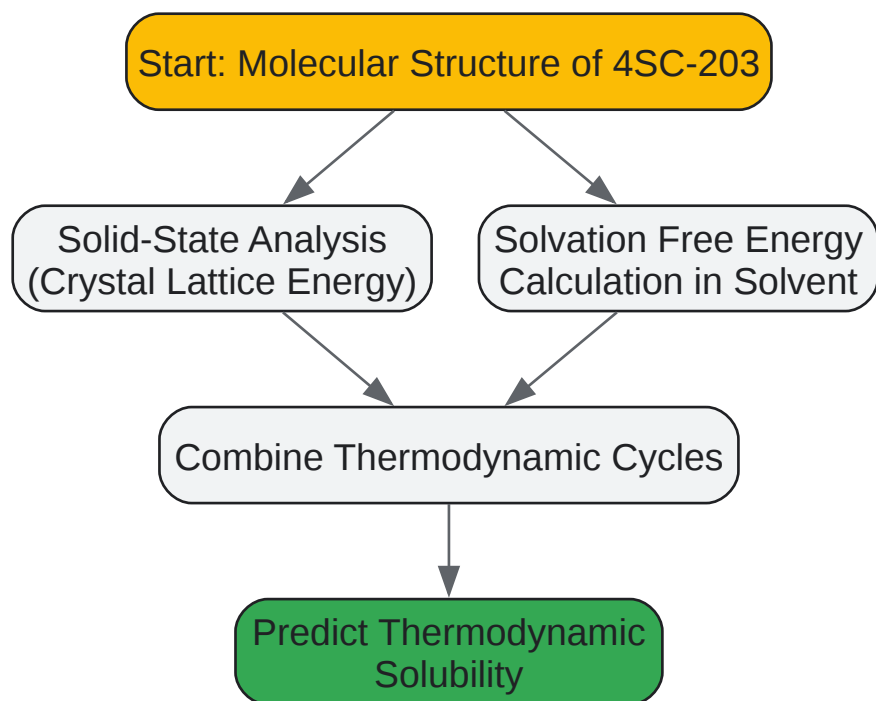 Start: Molecular Structure of 4SC-203
Solid-State Analysis
(Crystal Lattice Energy)
Solvation Free Energy
Calculation in Solvent
Combine Thermodynamic Cycles
Predict Thermodynamic
Solubility